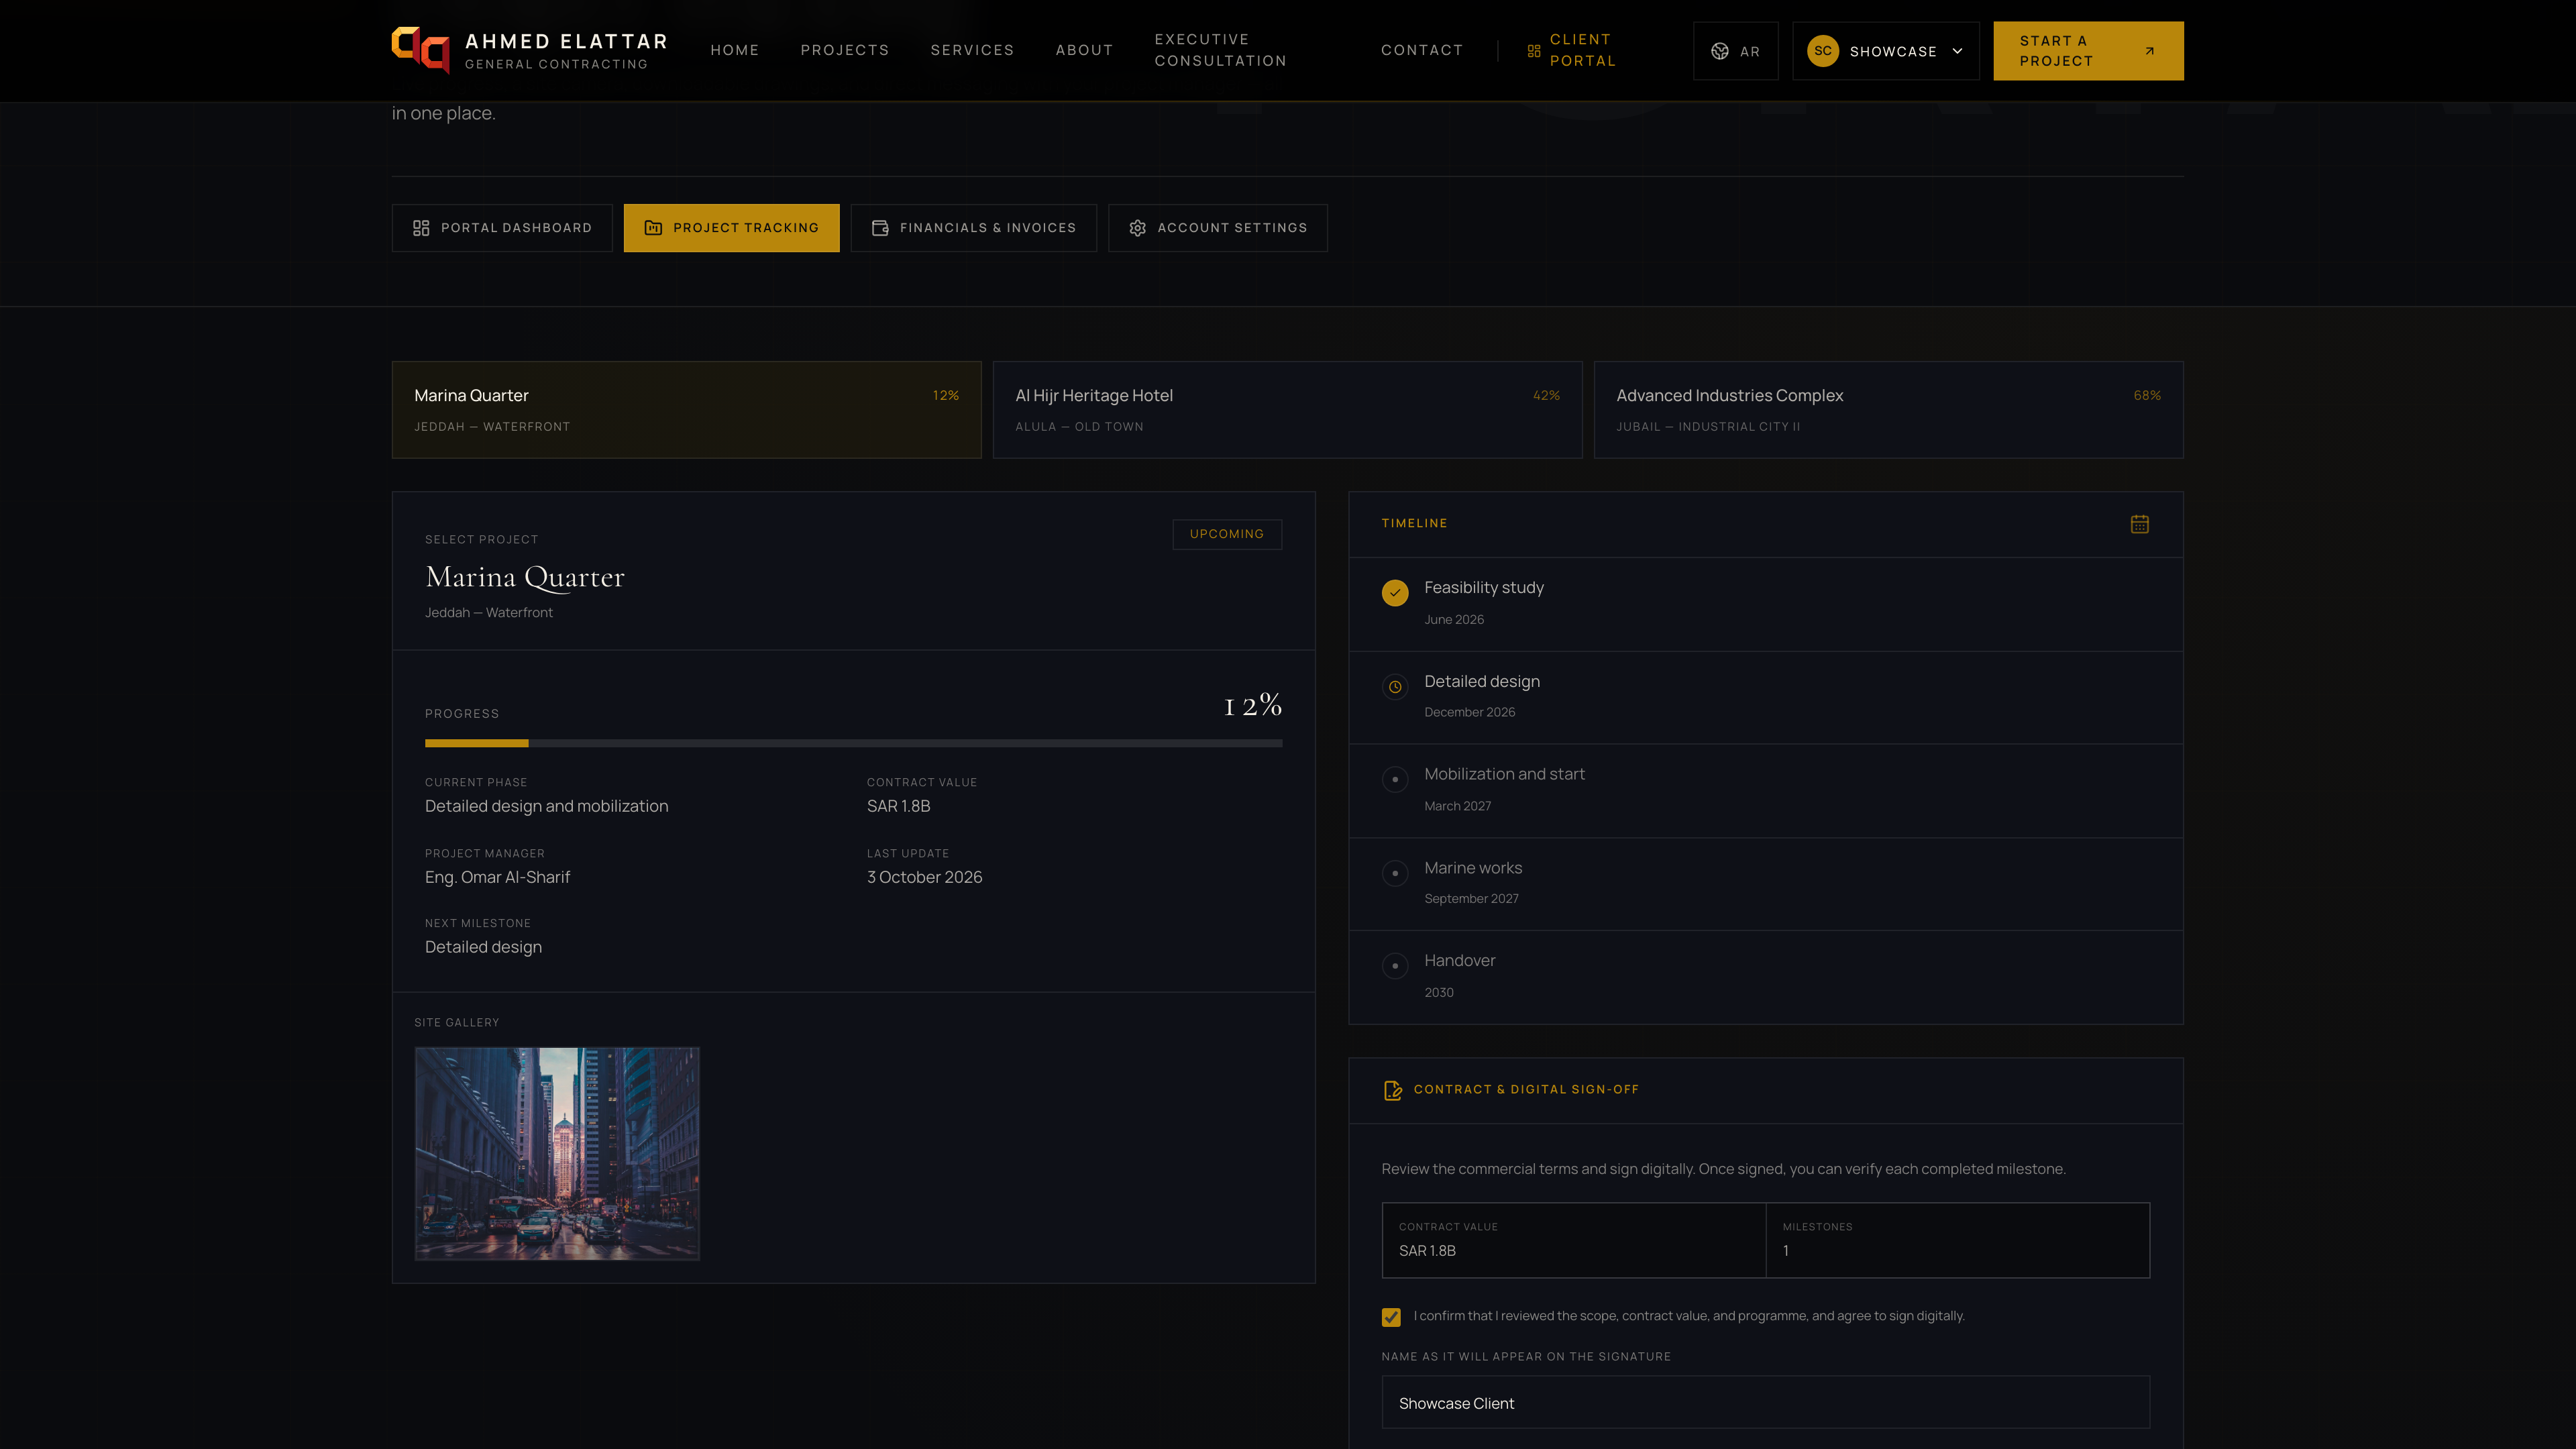 AHMED ELATTAR
GENERAL CONTRACTING
HOME
PROJECTS
SERVICES
ABOUT
EXECUTIVE
CONSULTATION
CONTACT
CLIENT
PORTAL
AR
SC
SHOWCASE
START A
PROJECT
in one place.
PORTAL DASHBOARD
PROJECT TRACKING
FINANCIALS & INVOICES
ACCOUNT SETTINGS
Marina Quarter
12%
JEDDAH — WATERFRONT
Al Hijr Heritage Hotel
42%
ALULA — OLD TOWN
Advanced Industries Complex
68%
JUBAIL — INDUSTRIAL CITY II
SELECT PROJECT
UPCOMING
Marina Quarter
Jeddah — Waterfront
PROGRESS
12%
CURRENT PHASE
Detailed design and mobilization
CONTRACT VALUE
SAR 1.8B
PROJECT MANAGER
Eng. Omar Al-Sharif
LAST UPDATE
3 October 2026
NEXT MILESTONE
Detailed design
SITE GALLERY
TIMELINE
Feasibility study
June 2026
Detailed design
December 2026
Mobilization and start
March 2027
Marine works
September 2027
Handover
2030
CONTRACT & DIGITAL SIGN-OFF
Review the commercial terms and sign digitally. Once signed, you can verify each completed milestone.
CONTRACT VALUE
SAR 1.8B
MILESTONES
1
I confirm that I reviewed the scope, contract value, and programme, and agree to sign digitally.
NAME AS IT WILL APPEAR ON THE SIGNATURE
Showcase Client